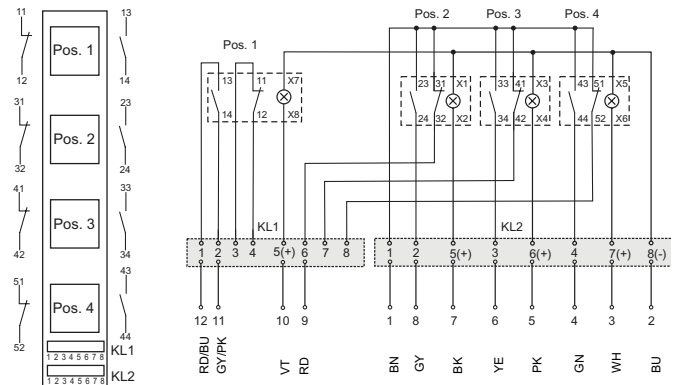 11 13
Pos. 1
12 14
31 23
Pos. 2
32 24
41 33
Pos. 3
42 34
51 43
Pos. 4
52 44
1 2 3 4 5 6 7 8 KL1
1 2 3 4 5 6 7 8 KL2
Pos. 2 Pos. 3 Pos. 4
Pos. 1
13 11 X7
14 12 X8
23 31 X1 33 41 X3 43 51 X5
24 32 X2 34 42 X4 44 52 X6
KL1 KL2
1 2 3 4 5(+) 6 7 8
1 2 5(+) 3 6(+) 4 7(+) 8(-)
12 11 10 9
1 8 7 6 5 4 3 2
RD/BU GY/PK VT RD
BN GY BK YE PK GN WH BU